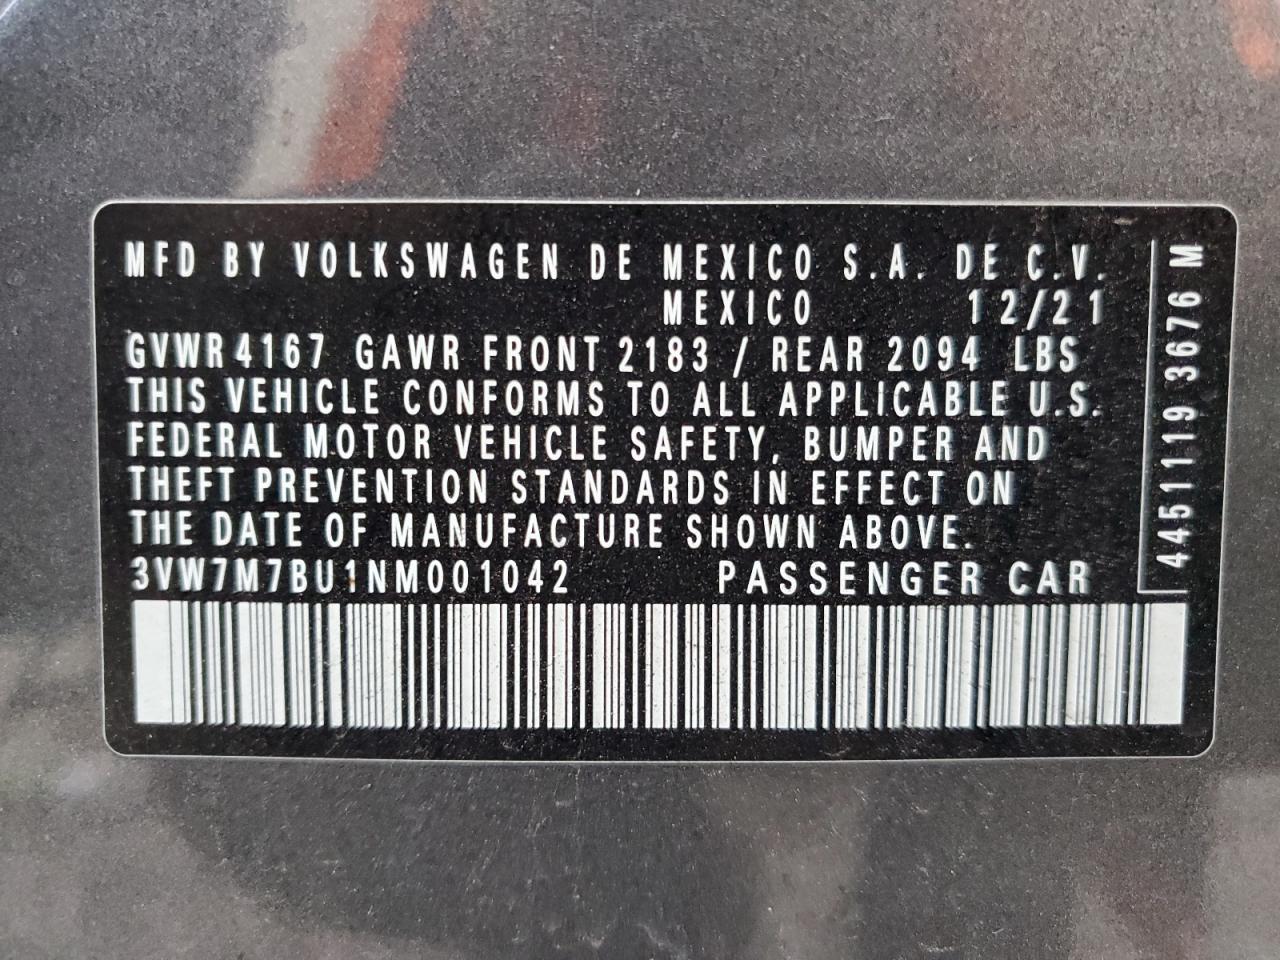 MFD BY VOLKSWAGEN DE MEXICO S.A. DE C.V.
MEXICO 12/21
GVWR 4167 GAWR FRONT 2183 / REAR 2094 LBS
THIS VEHICLE CONFORMS TO ALL APPLICABLE U.S.
FEDERAL MOTOR VEHICLE SAFETY, BUMPER AND
THEFT PREVENTION STANDARDS IN EFFECT ON
THE DATE OF MANUFACTURE SHOWN ABOVE.
3VW7M7BU1NM001042 PASSENGER CAR
4451119 3676 M